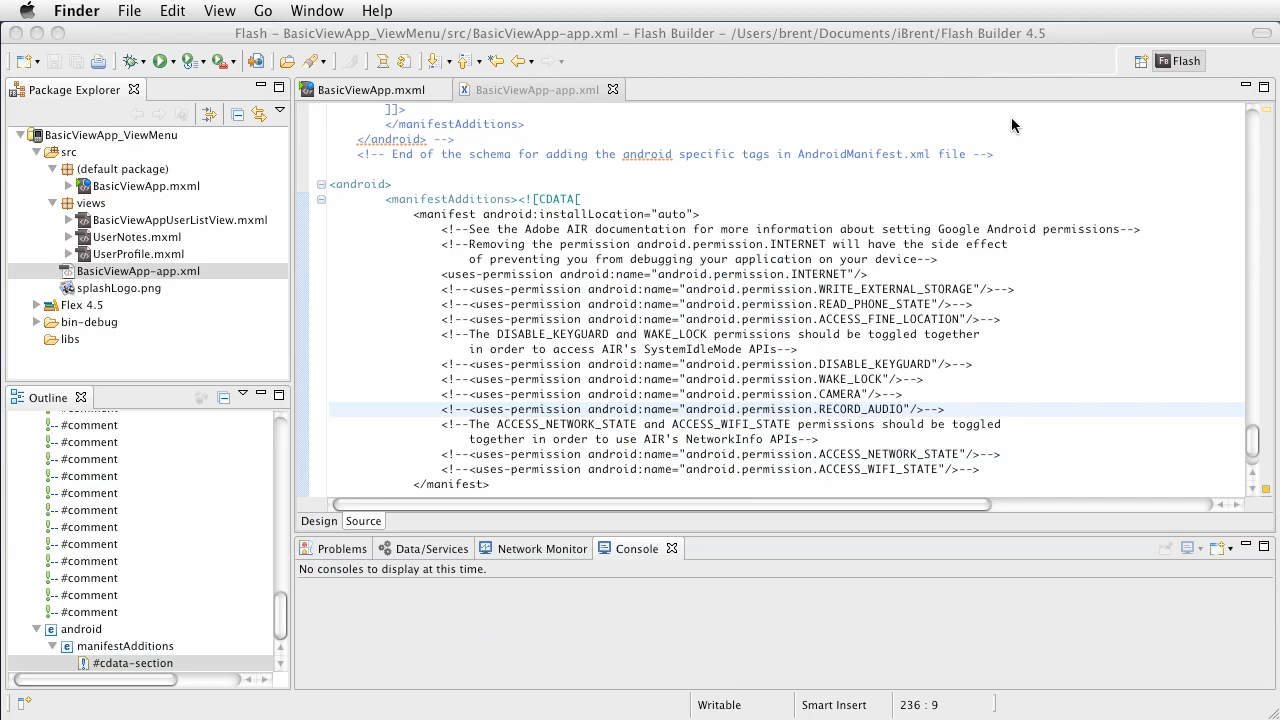 Finder File Edit View Go Window Help
Flash – BasicViewApp_ViewMenu/src/BasicViewApp-app.xml – Flash Builder – /Users/brent/Documents/iBrent/Flash Builder 4.5
Fb Flash
Package Explorer
BasicViewApp_ViewMenu
src
(default package)
BasicViewApp.mxml
views
BasicViewAppUserListView.mxml
UserNotes.mxml
UserProfile.mxml
BasicViewApp-app.xml
splashLogo.png
Flex 4.5
bin-debug
libs
Outline
#comment
#comment
#comment
#comment
#comment
#comment
#comment
#comment
#comment
#comment
#comment
#comment
android
manifestAdditions
#cdata-section
BasicViewApp.mxml BasicViewApp-app.xml
]]>
</manifestAdditions>
</android> -->
<!-- End of the schema for adding the android specific tags in AndroidManifest.xml file -->
<android>
<manifestAdditions><![CDATA[
<manifest android:installLocation="auto">
<!--See the Adobe AIR documentation for more information about setting Google Android permissions-->
<!--Removing the permission android.permission.INTERNET will have the side effect
of preventing you from debugging your application on your device-->
<uses-permission android:name="android.permission.INTERNET"/>
<!--<uses-permission android:name="android.permission.WRITE_EXTERNAL_STORAGE"/>-->
<!--<uses-permission android:name="android.permission.READ_PHONE_STATE"/>-->
<!--<uses-permission android:name="android.permission.ACCESS_FINE_LOCATION"/>-->
<!--The DISABLE_KEYGUARD and WAKE_LOCK permissions should be toggled together
in order to access AIR's SystemIdleMode APIs-->
<!--<uses-permission android:name="android.permission.DISABLE_KEYGUARD"/>-->
<!--<uses-permission android:name="android.permission.WAKE_LOCK"/>-->
<!--<uses-permission android:name="android.permission.CAMERA"/>-->
<!--<uses-permission android:name="android.permission.RECORD_AUDIO"/>-->
<!--The ACCESS_NETWORK_STATE and ACCESS_WIFI_STATE permissions should be toggled
together in order to use AIR's NetworkInfo APIs-->
<!--<uses-permission android:name="android.permission.ACCESS_NETWORK_STATE"/>-->
<!--<uses-permission android:name="android.permission.ACCESS_WIFI_STATE"/>-->
</manifest>
Design Source
Problems Data/Services Network Monitor Console
No consoles to display at this time.
Writable Smart Insert 236 : 9